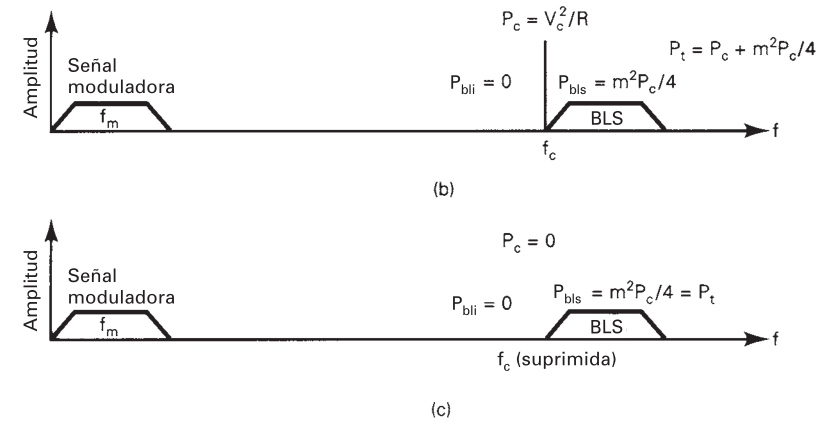 P_c = V_c^2/R
P_t = P_c + m^2P_c/4
Amplitud
Señal
moduladora
P_bli = 0
P_bls = m^2P_c/4
f_m
BLS
f
f_c
(b)
P_c = 0
Amplitud
Señal
moduladora
P_bli = 0
P_bls = m^2P_c/4 = P_t
f_m
BLS
f
f_c (suprimida)
(c)